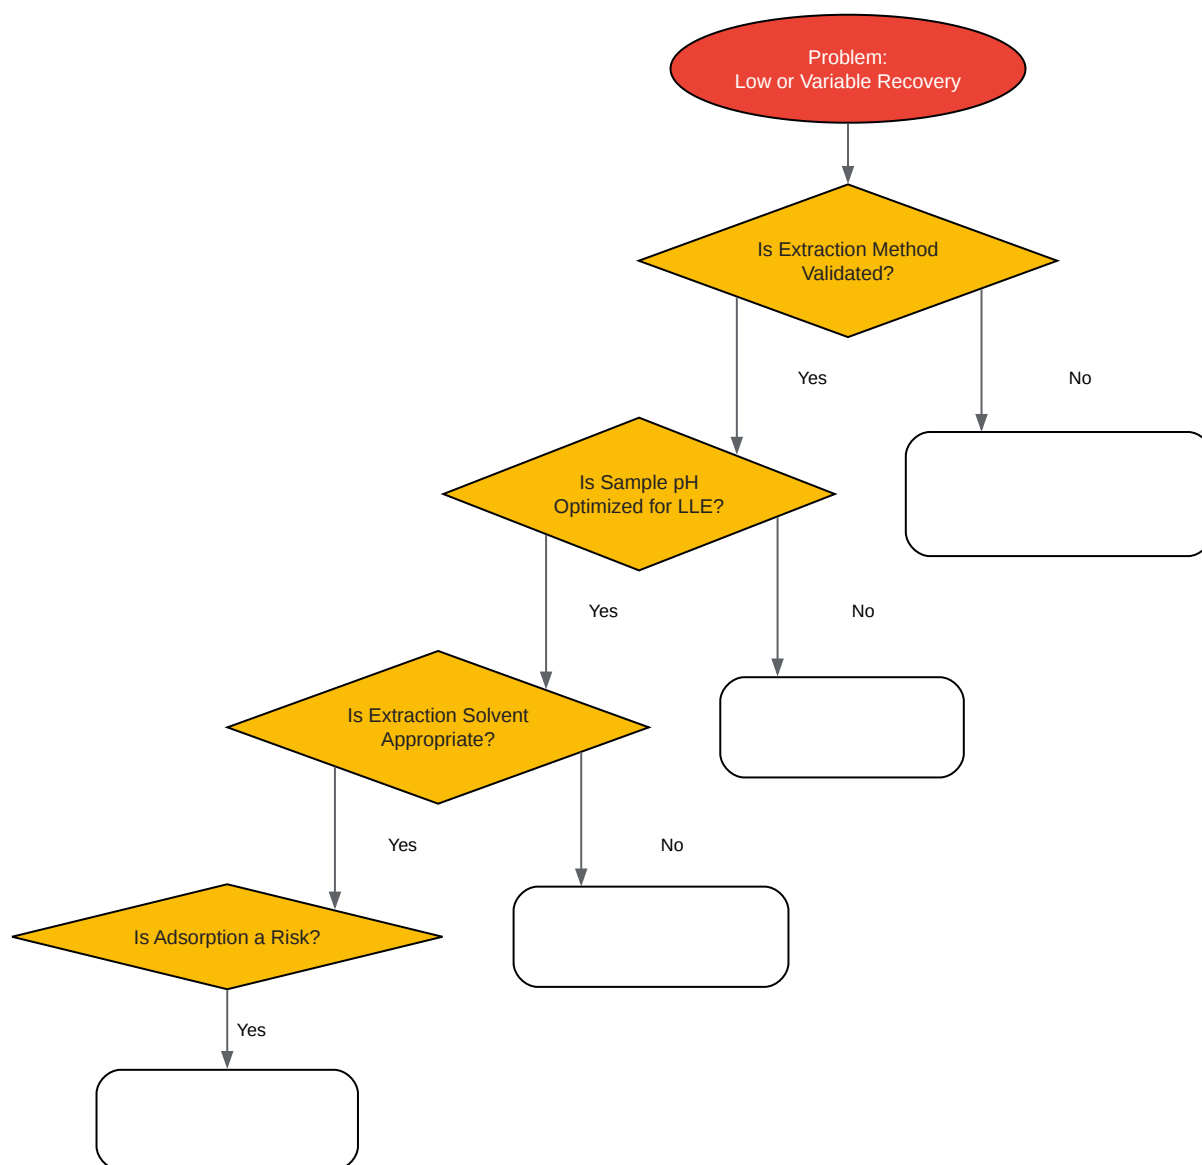 Problem:
Low or Variable Recovery
Is Extraction Method
Validated?
Yes
No
Is Sample pH
Optimized for LLE?
Yes
No
Is Extraction Solvent
Appropriate?
Yes
No
Is Adsorption a Risk?
Yes